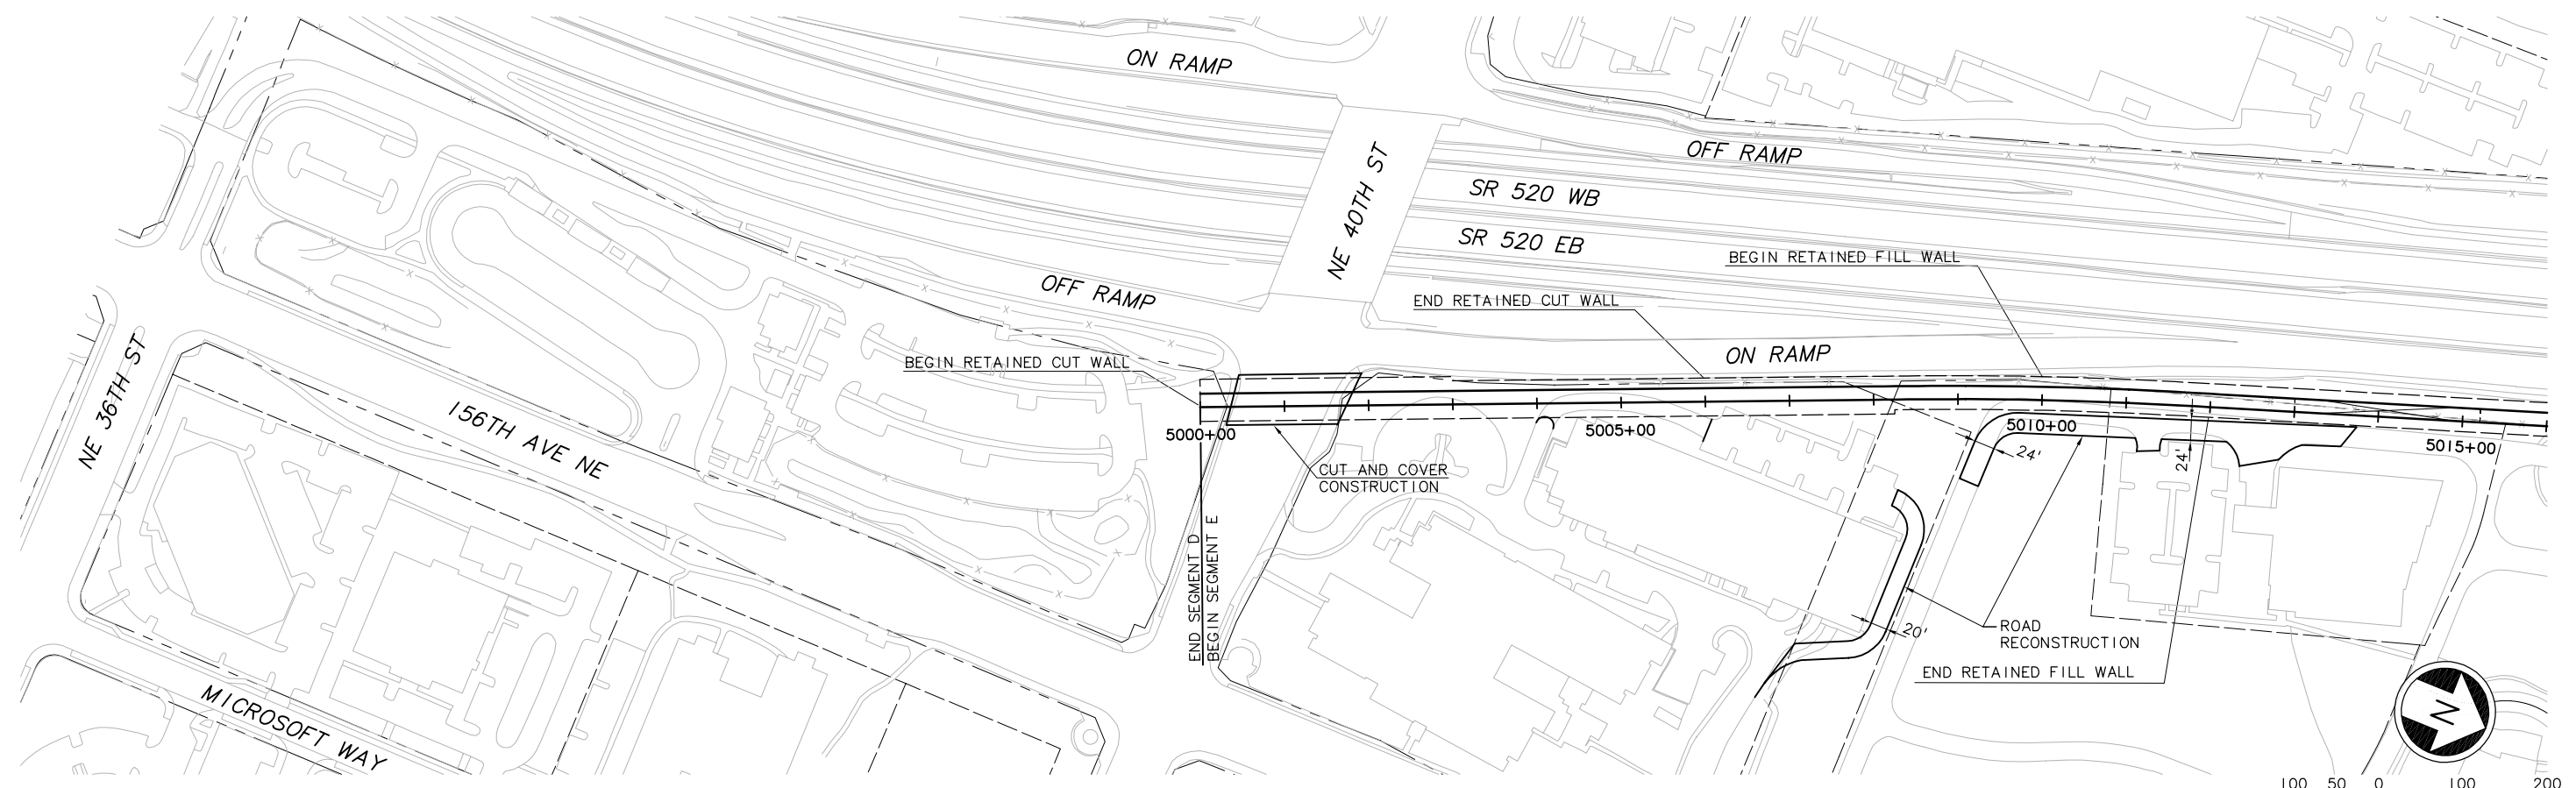 ON RAMP
OFF RAMP
SR 520 WB
NE 40TH ST
SR 520 EB
BEGIN RETAINED FILL WALL
OFF RAMP
END RETAINED CUT WALL
ON RAMP
BEGIN RETAINED CUT WALL
NE 36TH ST
156TH AVE NE
5000+00
5005+00
5010+00
5015+00
24'
24'
CUT AND COVER
CONSTRUCTION
END SEGMENT D
BEGIN SEGMENT E
20'
ROAD
RECONSTRUCTION
END RETAINED FILL WALL
MICROSOFT WAY
N
100 50 0 100 200